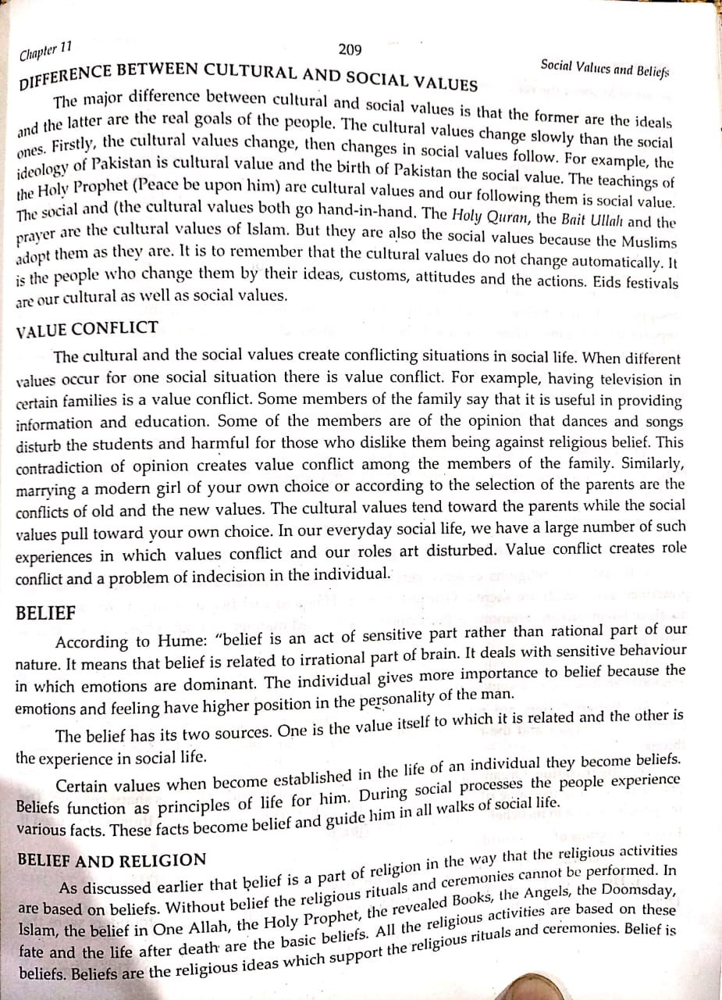 Chapter 11
209
Social Values and Beliefs
DIFFERENCE BETWEEN CULTURAL AND SOCIAL VALUES
The major difference between cultural and social values is that the former are the ideals
and the latter are the real goals of the people. The cultural values change slowly than the social
ones. Firstly, the cultural values change, then changes in social values follow. For example, the
ideology of Pakistan is cultural value and the birth of Pakistan the social value. The teachings of
the Holy Prophet (Peace be upon him) are cultural values and our following them is social value.
The social and (the cultural values both go hand-in-hand. The Holy Quran, the Bait Ullah and the
prayer are the cultural values of Islam. But they are also the social values because the Muslims
adopt them as they are. It is to remember that the cultural values do not change automatically. It
is the people who change them by their ideas, customs, attitudes and the actions. Eids festivals
are our cultural as well as social values.
VALUE CONFLICT
The cultural and the social values create conflicting situations in social life. When different
values occur for one social situation there is value conflict. For example, having television in
certain families is a value conflict. Some members of the family say that it is useful in providing
information and education. Some of the members are of the opinion that dances and songs
disturb the students and harmful for those who dislike them being against religious belief. This
contradiction of opinion creates value conflict among the members of the family. Similarly,
marrying a modern girl of your own choice or according to the selection of the parents are the
conflicts of old and the new values. The cultural values tend toward the parents while the social
values pull toward your own choice. In our everyday social life, we have a large number of such
experiences in which values conflict and our roles art disturbed. Value conflict creates role
conflict and a problem of indecision in the individual.
BELIEF
According to Hume: "belief is an act of sensitive part rather than rational part of our
nature. It means that belief is related to irrational part of brain. It deals with sensitive behaviour
in which emotions are dominant. The individual gives more importance to belief because the
emotions and feeling have higher position in the personality of the man.
The belief has its two sources. One is the value itself to which it is related and the other is
the experience in social life.
Certain values when become established in the life of an individual they become beliefs.
Beliefs function as principles of life for him. During social processes the people experience
various facts. These facts become belief and guide him in all walks of social life.
BELIEF AND RELIGION
As discussed earlier that belief is a part of religion in the way that the religious activities
are based on beliefs. Without belief the religious rituals and ceremonies cannot be performed. In
Islam, the belief in One Allah, the Holy Prophet, the revealed Books, the Angels, the Doomsday,
fate and the life after death are the basic beliefs. All the religious activities are based on these
beliefs. Beliefs are the religious ideas which support the religious rituals and ceremonies. Belief is